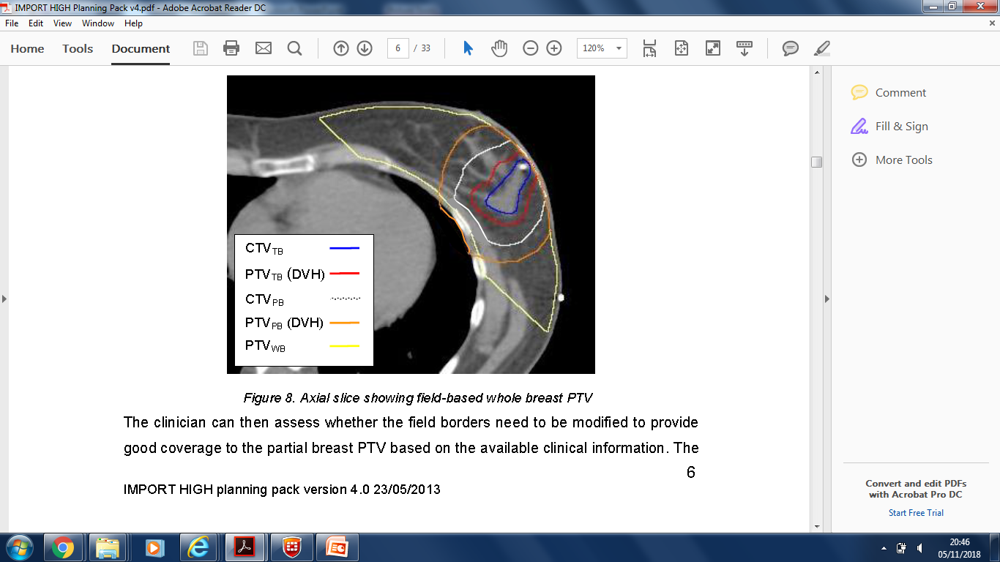 IMPORT HIGH Planning Pack v4.pdf - Adobe Acrobat Reader DC
File Edit View Window Help
Home Tools Document 6 / 33 120%
Comment
Fill & Sign
More Tools
CTVTB
PTVTB (DVH)
CTVPB
PTVPB (DVH)
PTVWB
Figure 8. Axial slice showing field-based whole breast PTV
The clinician can then assess whether the field borders need to be modified to provide
good coverage to the partial breast PTV based on the available clinical information. The
6
IMPORT HIGH planning pack version 4.0 23/05/2013
Convert and edit PDFs
with Acrobat Pro DC
Start Free Trial
20:46
05/11/2018